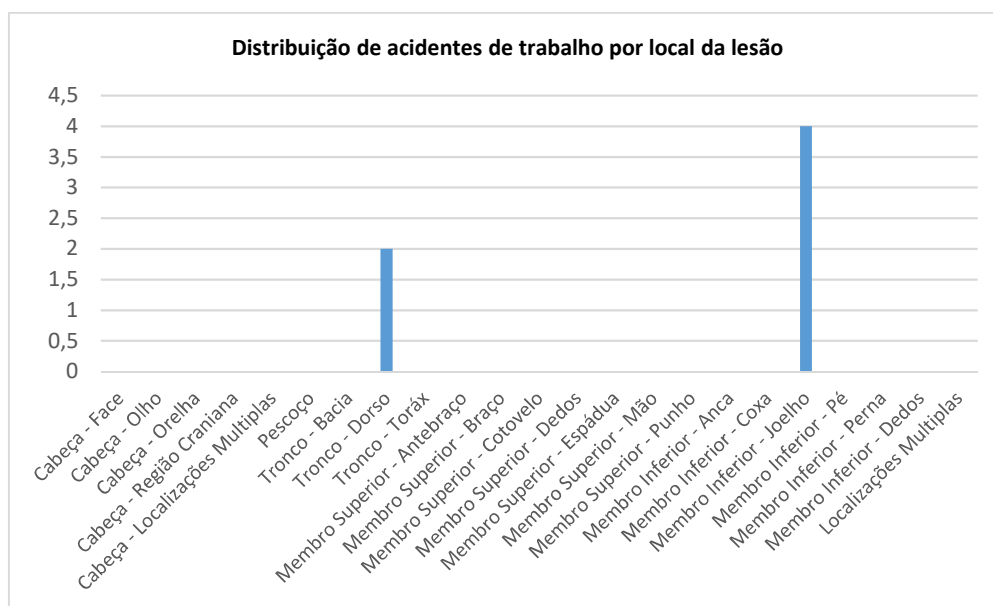 Distribuição de acidentes de trabalho por local da lesão
4,5
4
3,5
3
2,5
2
1,5
1
0,5
0
Cabeça - Face
Cabeça - Olho
Cabeça - Orelha
Cabeça - Região Craniana
Cabeça - Localizações Multiplas
Pescoço
Tronco - Bacia
Tronco - Dorso
Tronco - Toráx
Membro Superior - Antebraço
Membro Superior - Braço
Membro Superior - Cotovelo
Membro Superior - Dedos
Membro Superior - Espádua
Membro Superior - Mão
Membro Superior - Punho
Membro Inferior - Anca
Membro Inferior - Coxa
Membro Inferior - Joelho
Membro Inferior - Pé
Membro Inferior - Perna
Membro Inferior - Dedos
Localizações Multiplas